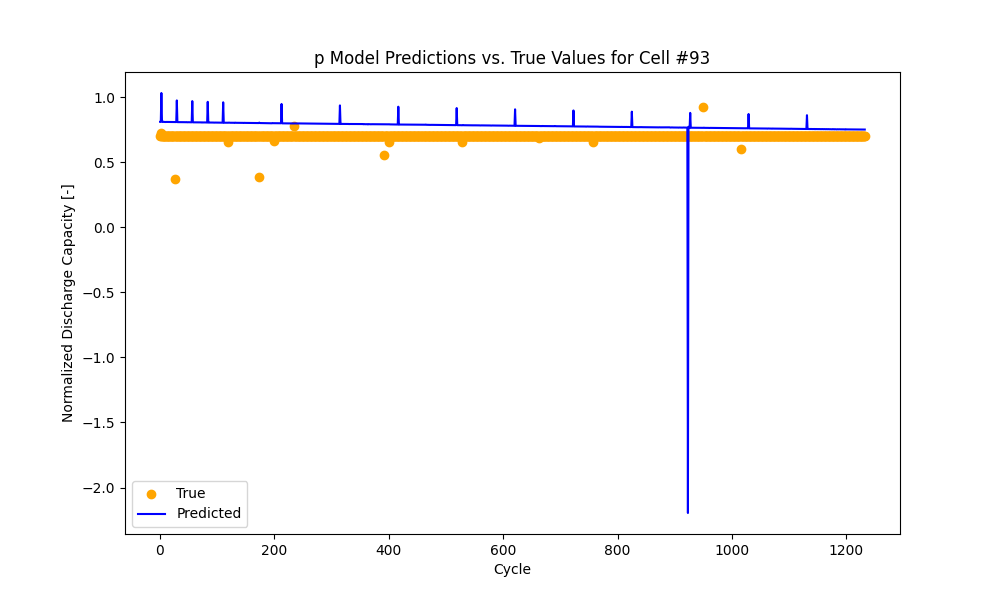 p Model Predictions vs. True Values for Cell #93
Normalized Discharge Capacity [-]
1.0
0.5
0.0
−0.5
−1.0
−1.5
−2.0
True
Predicted
0 200 400 600 800 1000 1200
Cycle